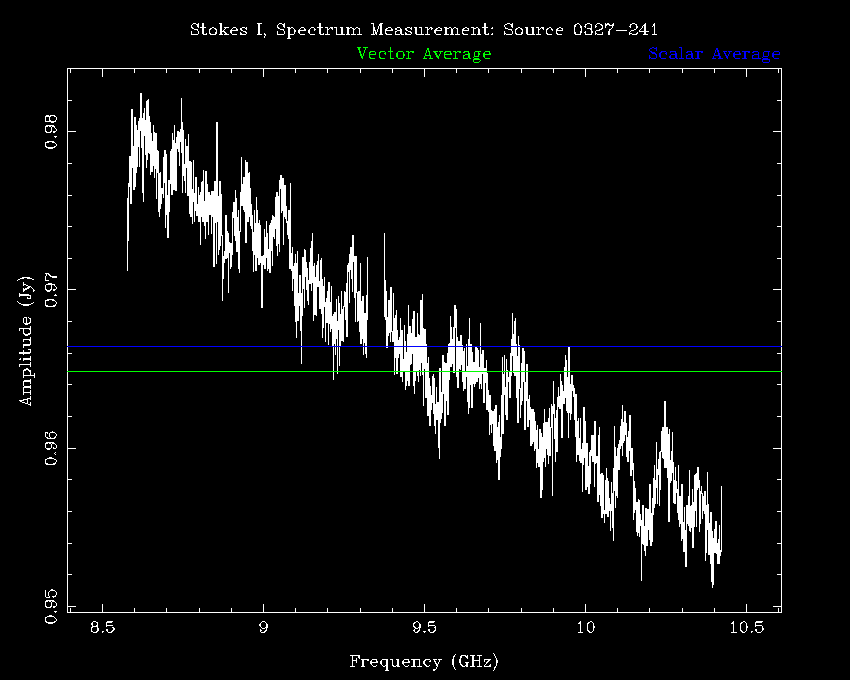 Stokes I, Spectrum Measurement: Source 0327-241
Vector Average Scalar Average
0.98
0.97
0.96
0.95
Amplitude (Jy)
8.5 9 9.5 10 10.5
Frequency (GHz)